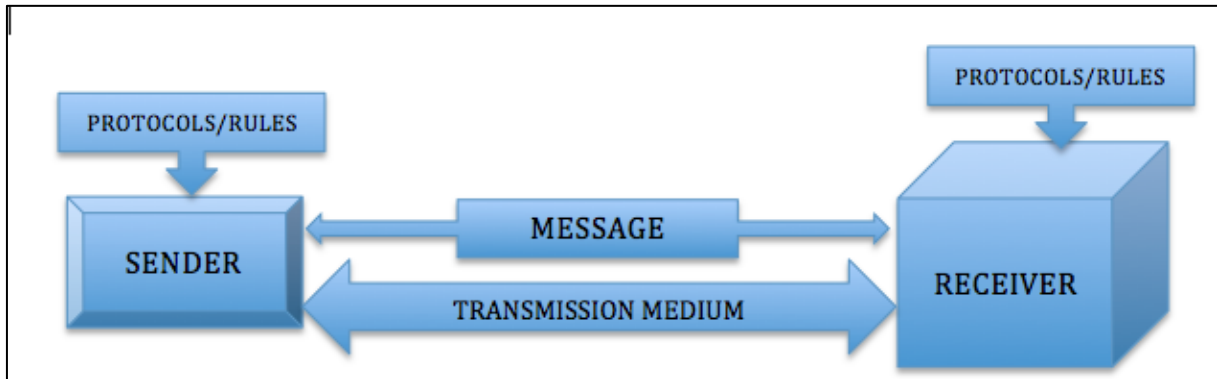 PROTOCOLS/RULES
PROTOCOLS/RULES
SENDER
MESSAGE
TRANSMISSION MEDIUM
RECEIVER